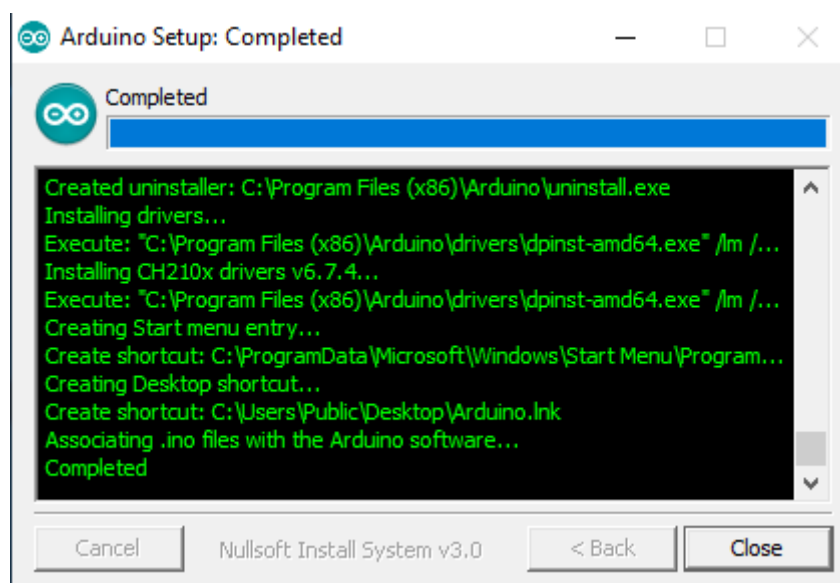 Arduino Setup: Completed
Completed
Created uninstaller: C:\Program Files (x86)\Arduino\uninstall.exe
Installing drivers...
Execute: "C:\Program Files (x86)\Arduino\drivers\dpinst-amd64.exe" /lm /...
Installing CH210x drivers v6.7.4...
Execute: "C:\Program Files (x86)\Arduino\drivers\dpinst-amd64.exe" /lm /...
Creating Start menu entry...
Create shortcut: C:\ProgramData\Microsoft\Windows\Start Menu\Program...
Creating Desktop shortcut...
Create shortcut: C:\Users\Public\Desktop\Arduino.lnk
Associating .ino files with the Arduino software...
Completed
Cancel Nullsoft Install System v3.0 < Back Close